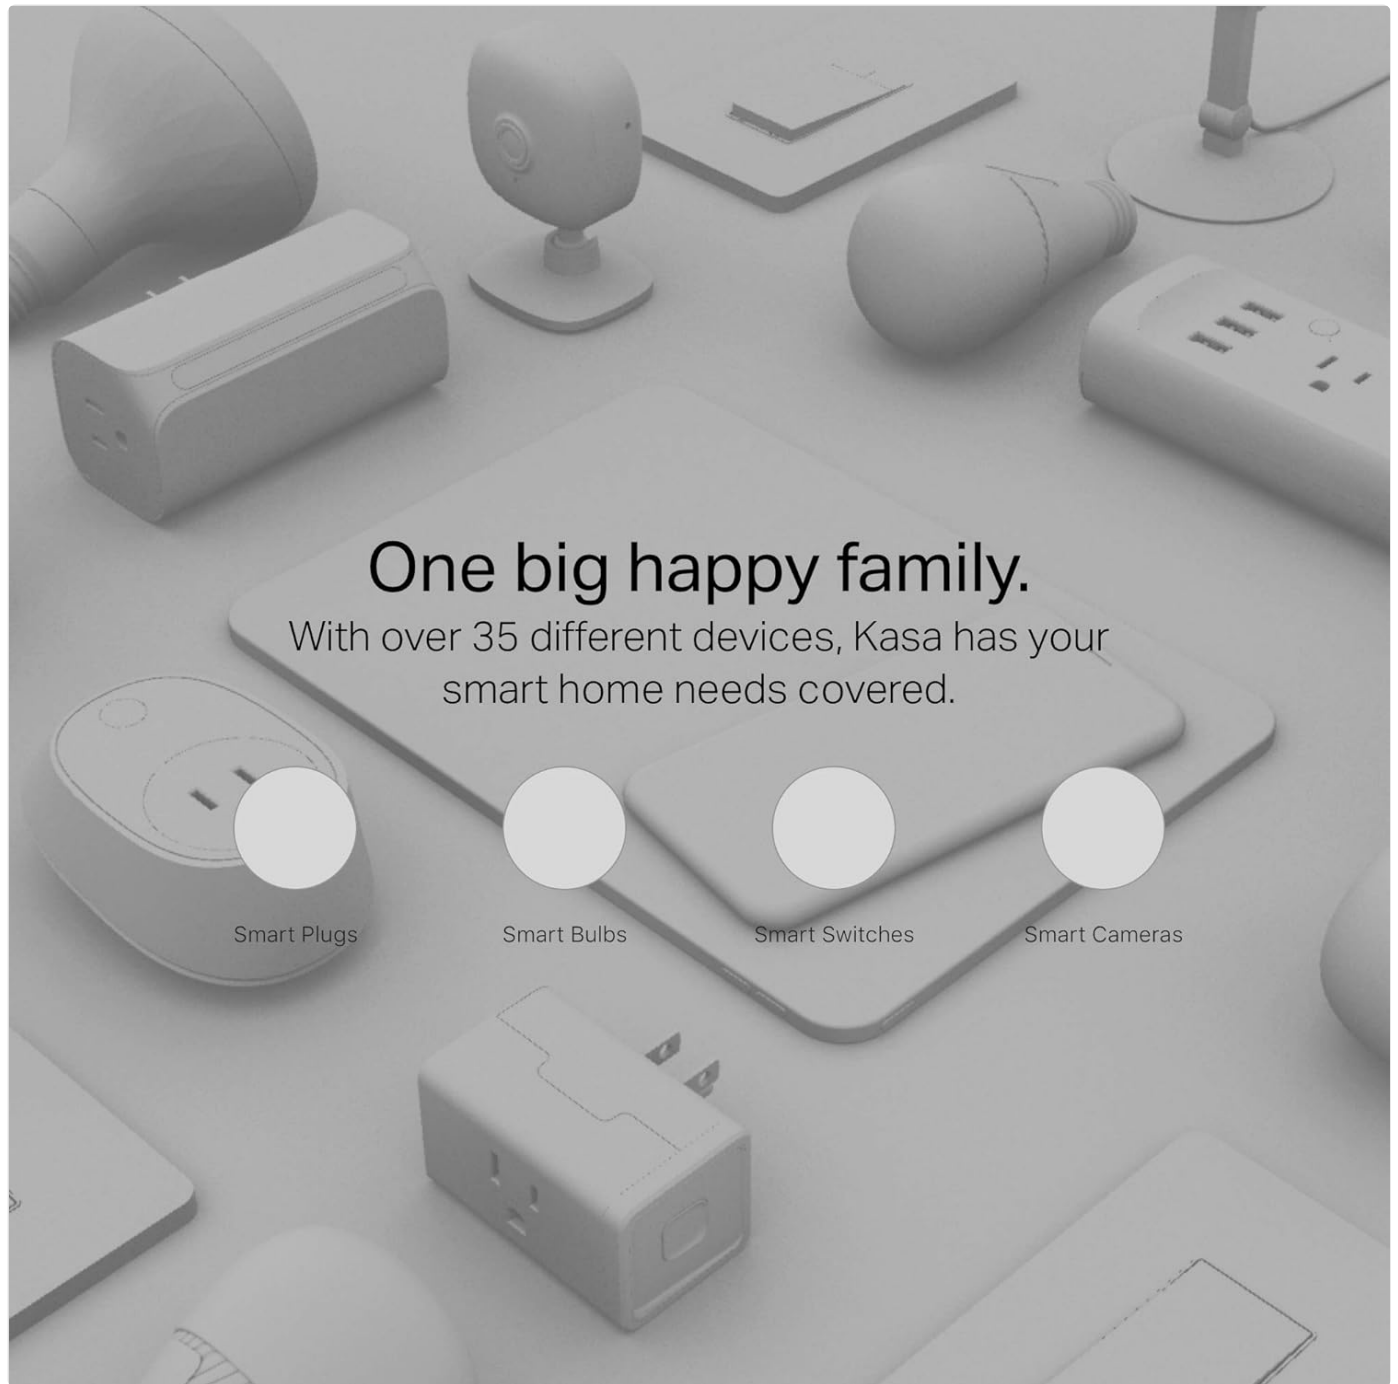 One big happy family.
With over 35 different devices, Kasa has your
smart home needs covered.
Smart Plugs
Smart Bulbs
Smart Switches
Smart Cameras